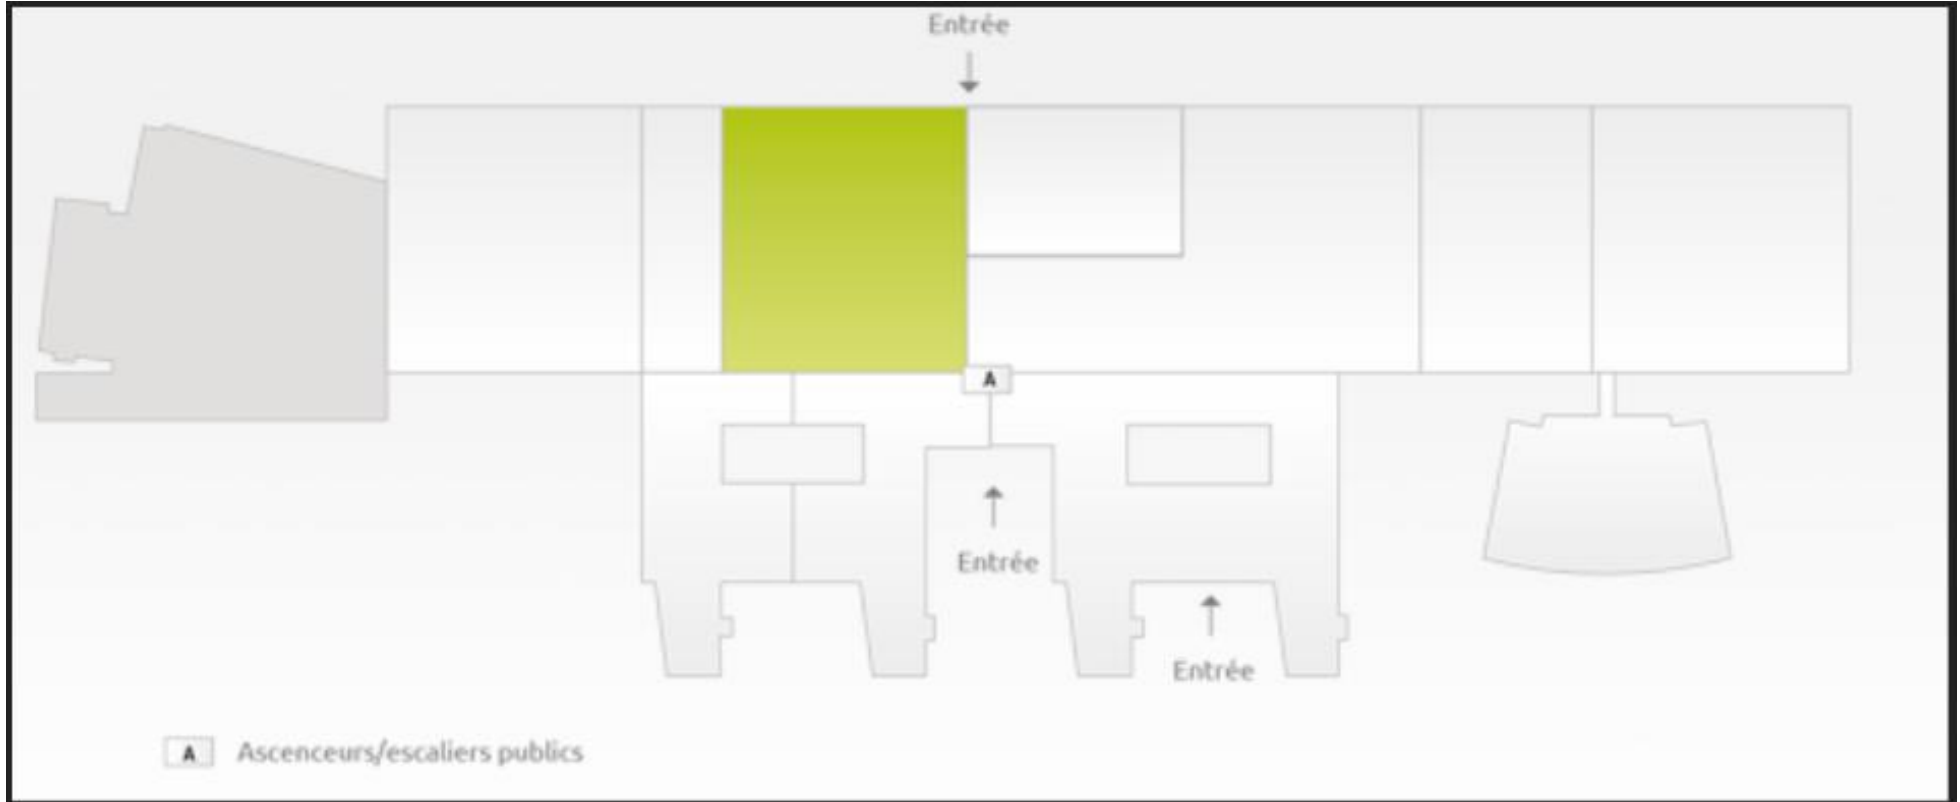 Entrée
A
Entrée
Entrée
A Ascenceurs/escaliers publics